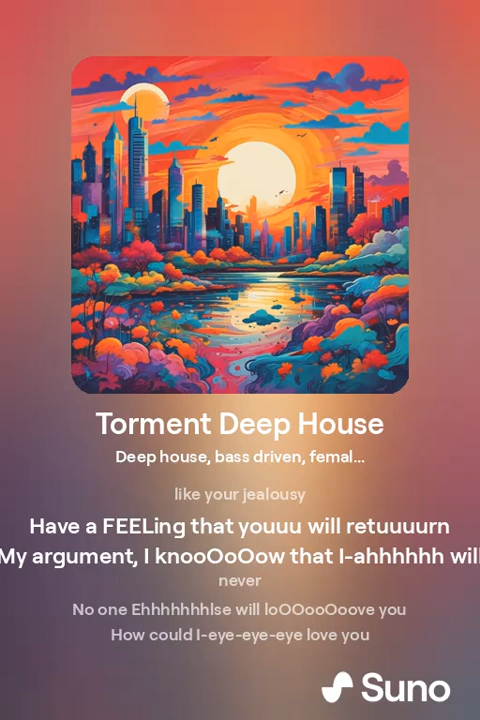 Torment Deep House
Deep house, bass driven, femal...
like your jealousy
Have a FEELing that youuu will retuuuurn
My argument, I knooOoOow that I-ahhhhhh will
never
No one Ehhhhhhhlse will loOOooOoove you
How could I-eye-eye-eye love you
Suno